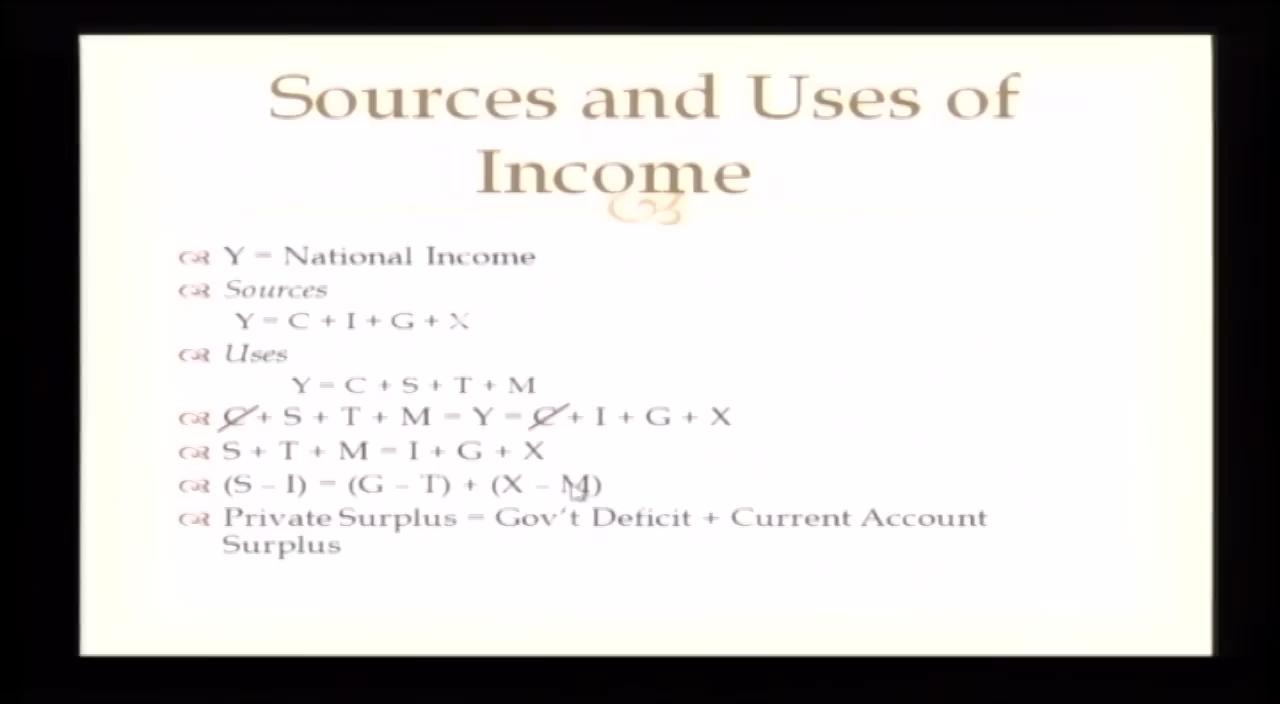 Sources and Uses of
Income
Y = National Income
Sources
Y = C + I + G + X
Uses
Y = C + S + T + M
C + S + T + M = Y = C + I + G + X
S + T + M = I + G + X
(S – I) = (G – T) + (X – M)
Private Surplus = Gov't Deficit + Current Account
Surplus